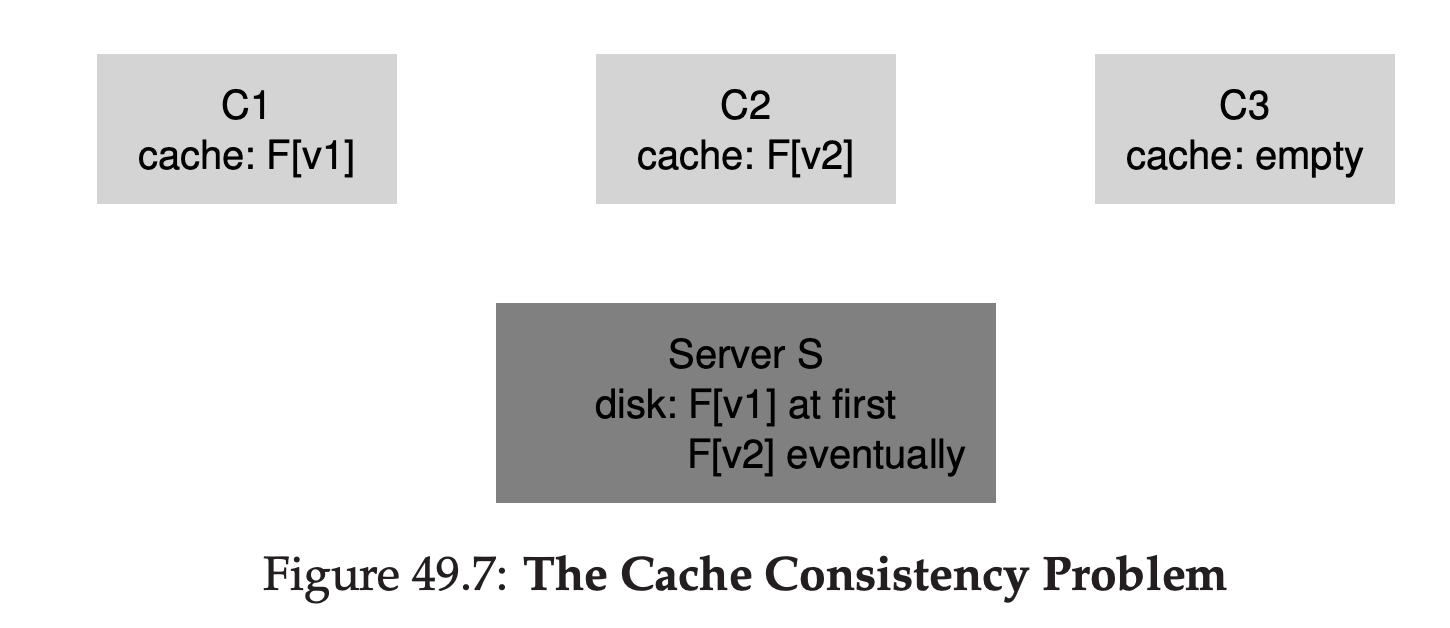 C1
cache: F[v1]
C2
cache: F[v2]
C3
cache: empty
Server S
disk: F[v1] at first
F[v2] eventually
Figure 49.7: The Cache Consistency Problem